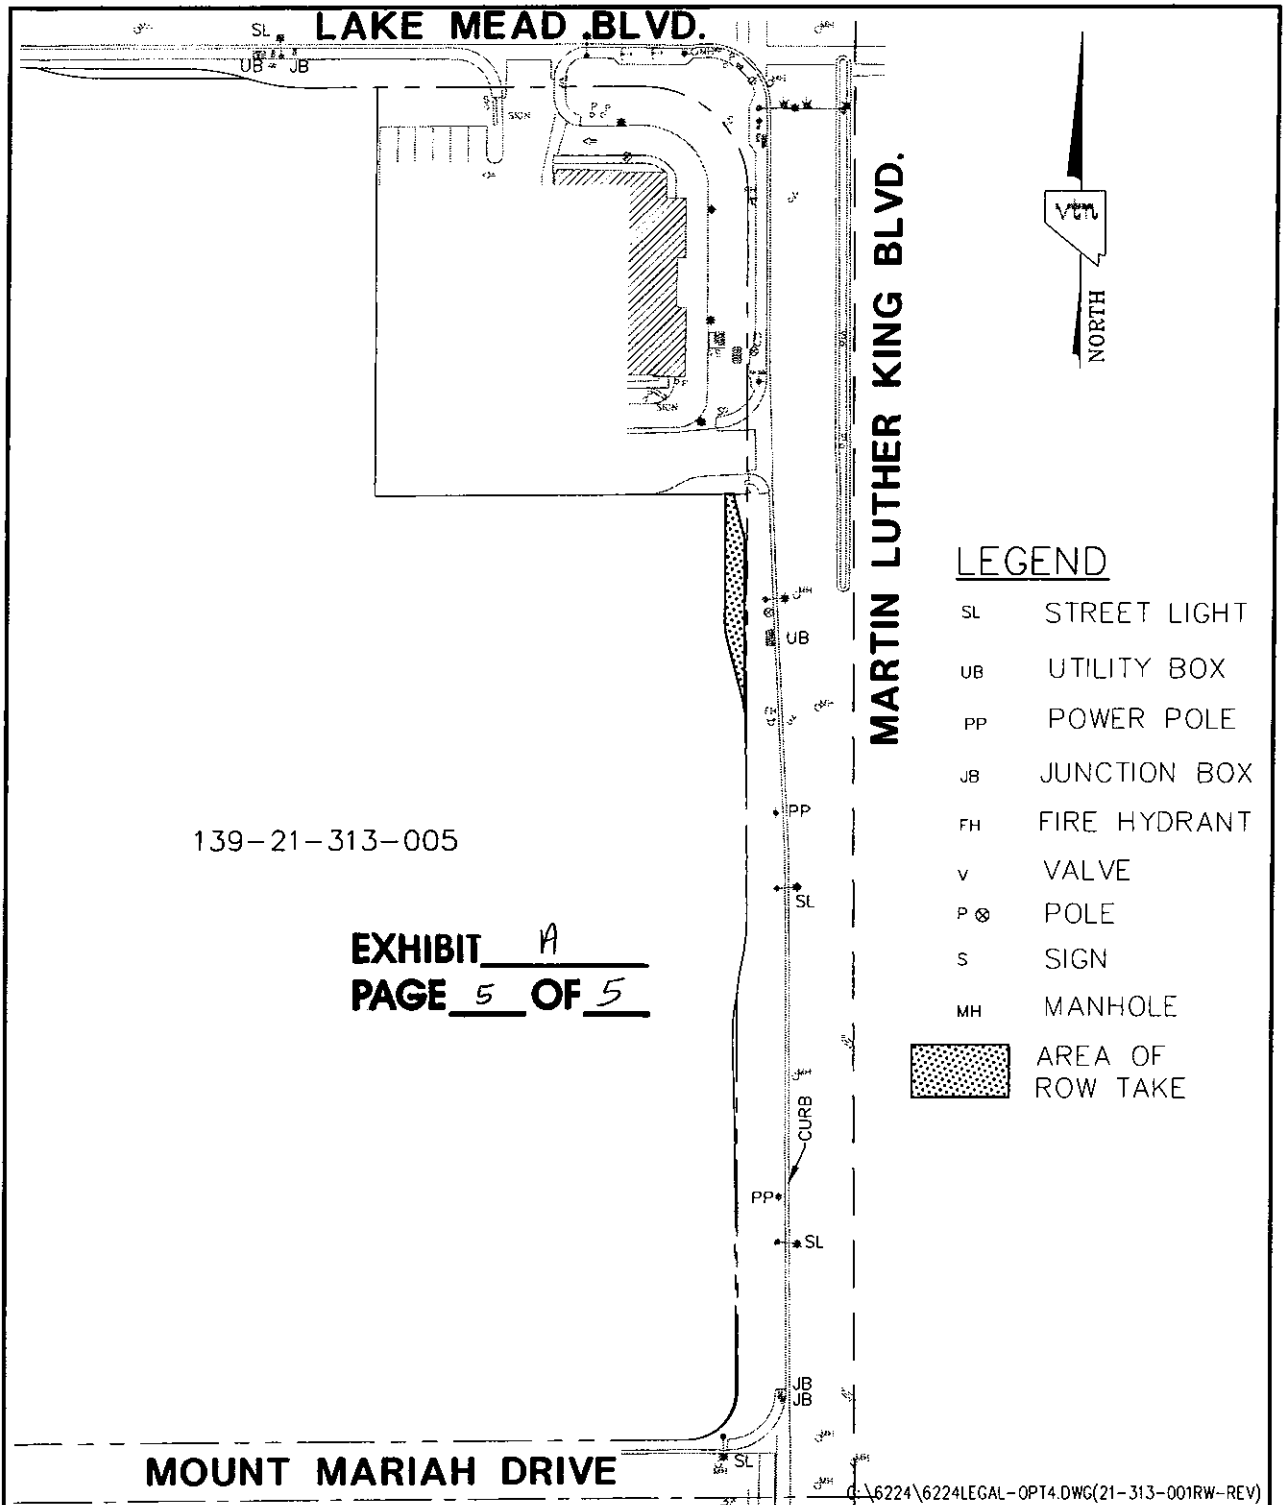 LAKE MEAD BLVD.
SL
UB
JB
SIGN
SIGN
MARTIN LUTHER KING BLVD.
vtn
NORTH
MH
UB
PP
SL
139-21-313-005
EXHIBIT A
PAGE 5 OF 5
MH
CURB
PP
SL
JB
JB
SL
MOUNT MARIAH DRIVE
LEGEND
SL STREET LIGHT
UB UTILITY BOX
PP POWER POLE
JB JUNCTION BOX
FH FIRE HYDRANT
V VALVE
P ⊗ POLE
S SIGN
MH MANHOLE
AREA OF
ROW TAKE
G:\6224\6224LEGAL-OPT4.DWG(21-313-001RW-REV)